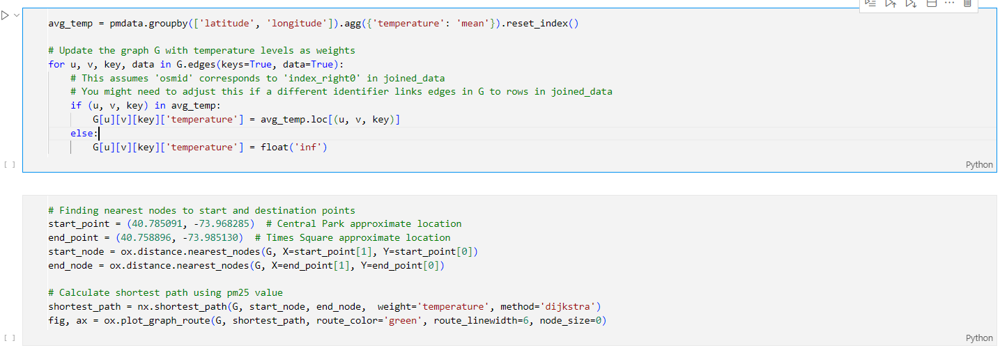 avg_temp = pmdata.groupby(['latitude', 'longitude']).agg({'temperature': 'mean'}).reset_index()
# Update the graph G with temperature levels as weights
for u, v, key, data in G.edges(keys=True, data=True):
# This assumes 'osmid' corresponds to 'index_right0' in joined_data
# You might need to adjust this if a different identifier links edges in G to rows in joined_data
if (u, v, key) in avg_temp:
G[u][v][key]['temperature'] = avg_temp.loc[(u, v, key)]
else:
G[u][v][key]['temperature'] = float('inf')
[ ]
Python
# Finding nearest nodes to start and destination points
start_point = (40.785091, -73.968285)  # Central Park approximate location
end_point = (40.758896, -73.985130)  # Times Square approximate location
start_node = ox.distance.nearest_nodes(G, X=start_point[1], Y=start_point[0])
end_node = ox.distance.nearest_nodes(G, X=end_point[1], Y=end_point[0])
# Calculate shortest path using pm25 value
shortest_path = nx.shortest_path(G, start_node, end_node,  weight='temperature', method='dijkstra')
fig, ax = ox.plot_graph_route(G, shortest_path, route_color='green', route_linewidth=6, node_size=0)
[ ]
Python